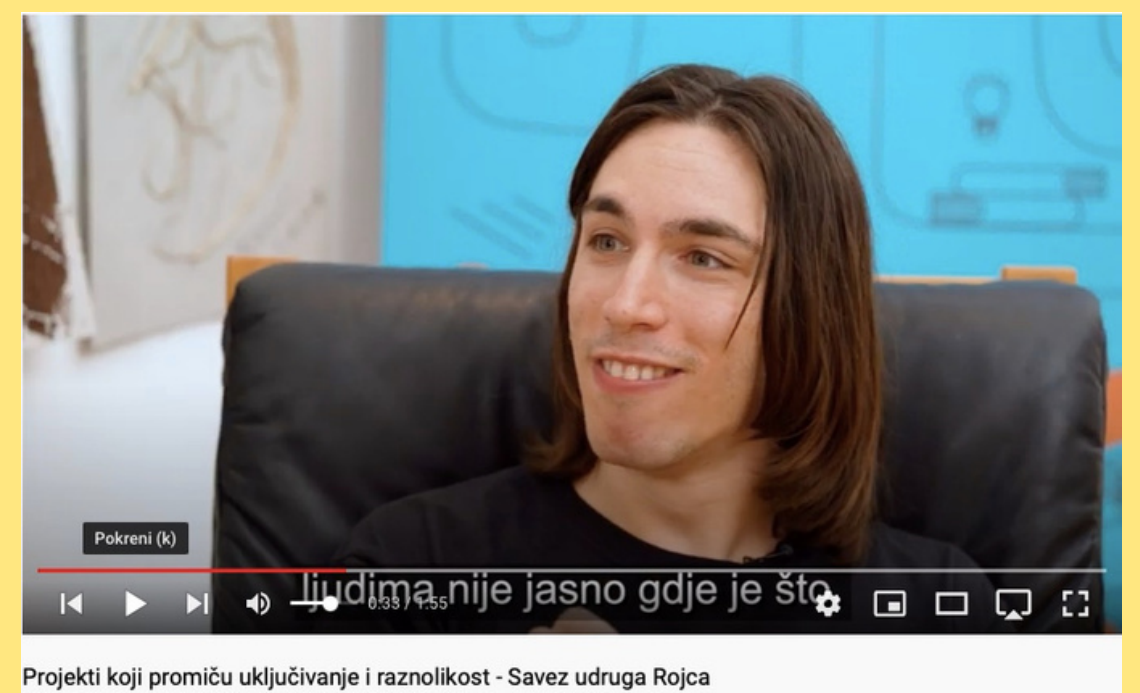 Pokreni (k)
ljudima nije jasno gdje je što
0:33 / 1:55
Projekti koji promiču uključivanje i raznolikost - Savez udruga Rojca